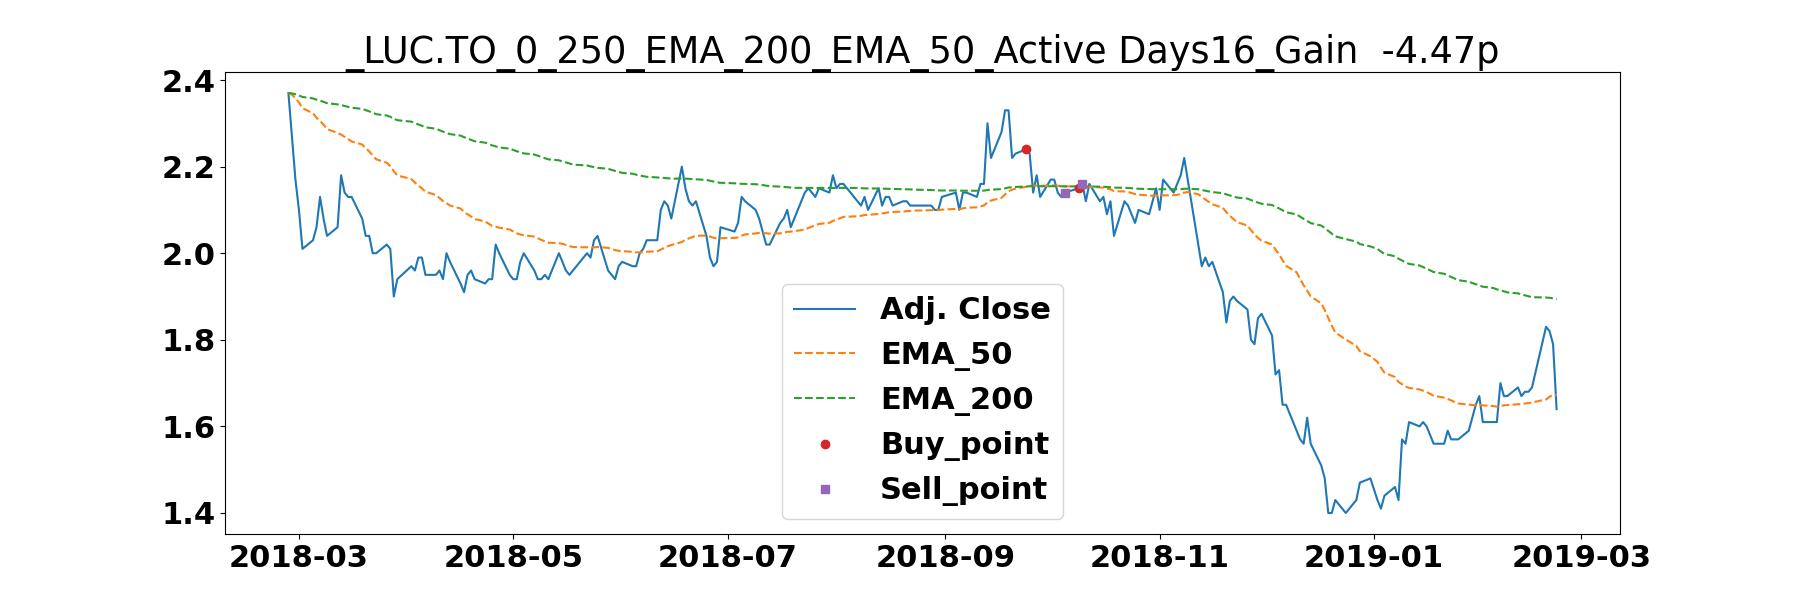 _LUC.TO_0_250_EMA_200_EMA_50_Active Days16_Gain  -4.47p
2.4
2.2
2.0
1.8
1.6
1.4
Adj. Close
EMA_50
EMA_200
Buy_point
Sell_point
2018-03 2018-05 2018-07 2018-09 2018-11 2019-01 2019-03